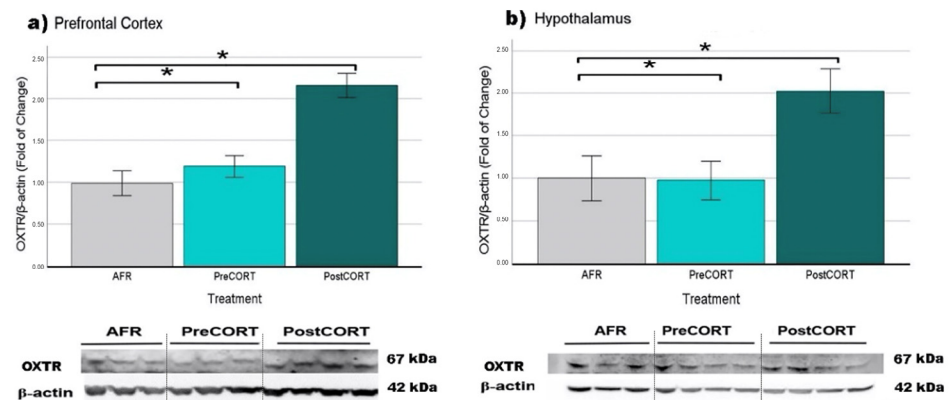 a) Prefrontal Cortex
OXTR/β-actin (Fold of Change)
2.50
2.00
1.50
1.00
0.50
0.00
*
*
AFR
PreCORT
PostCORT
Treatment
AFR
PreCORT
PostCORT
OXTR
67 kDa
β-actin
42 kDa
b) Hypothalamus
OXTR/β-actin (Fold of Change)
2.50
2.00
1.50
1.00
0.50
0.00
*
*
AFR
PreCORT
PostCORT
Treatment
AFR
PreCORT
PostCORT
OXTR
67 kDa
β-actin
42 kDa